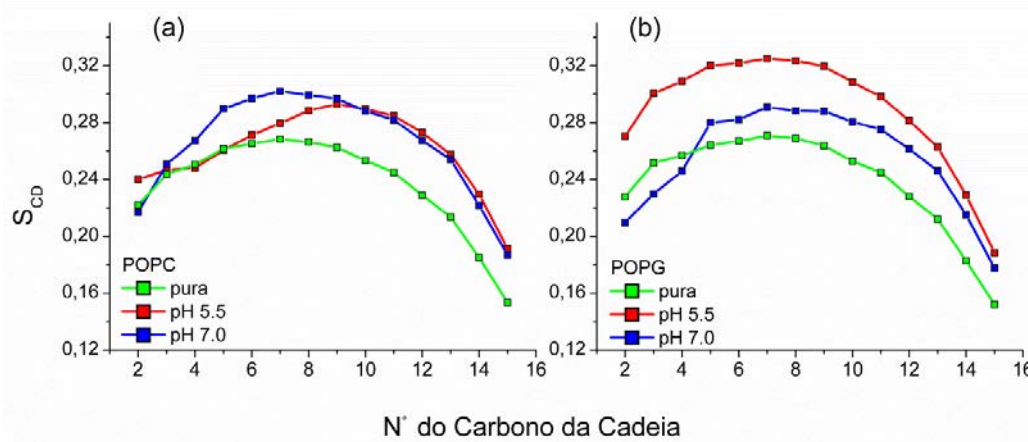 (a)
(b)
S_CD
0,32
0,28
0,24
0,20
0,16
0,12
POPC
pura
pH 5.5
pH 7.0
2 4 6 8 10 12 14 16
0,32
0,28
0,24
0,20
0,16
0,12
POPG
pura
pH 5.5
pH 7.0
2 4 6 8 10 12 14 16
N° do Carbono da Cadeia